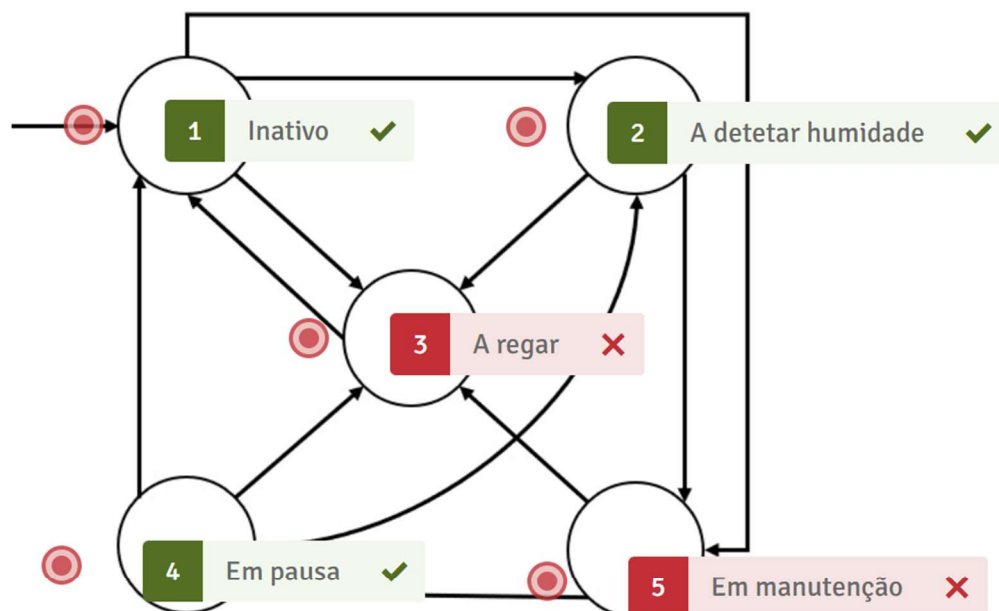 1 Inativo ✔
2 A detetar humidade ✔
3 A regar ✕
4 Em pausa ✔
5 Em manutenção ✕